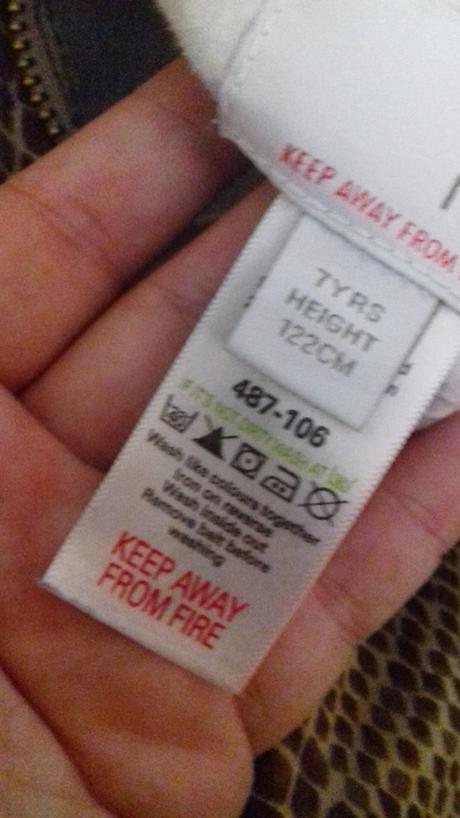 KEEP AWAY FROM
7YRS
HEIGHT
122CM
487-106
IF IT'S NOT DIRTY WASH AT 30°
Wash like colours together
Iron on reverse
Wash inside out
Remove belt before
washing
KEEP AWAY
FROM FIRE